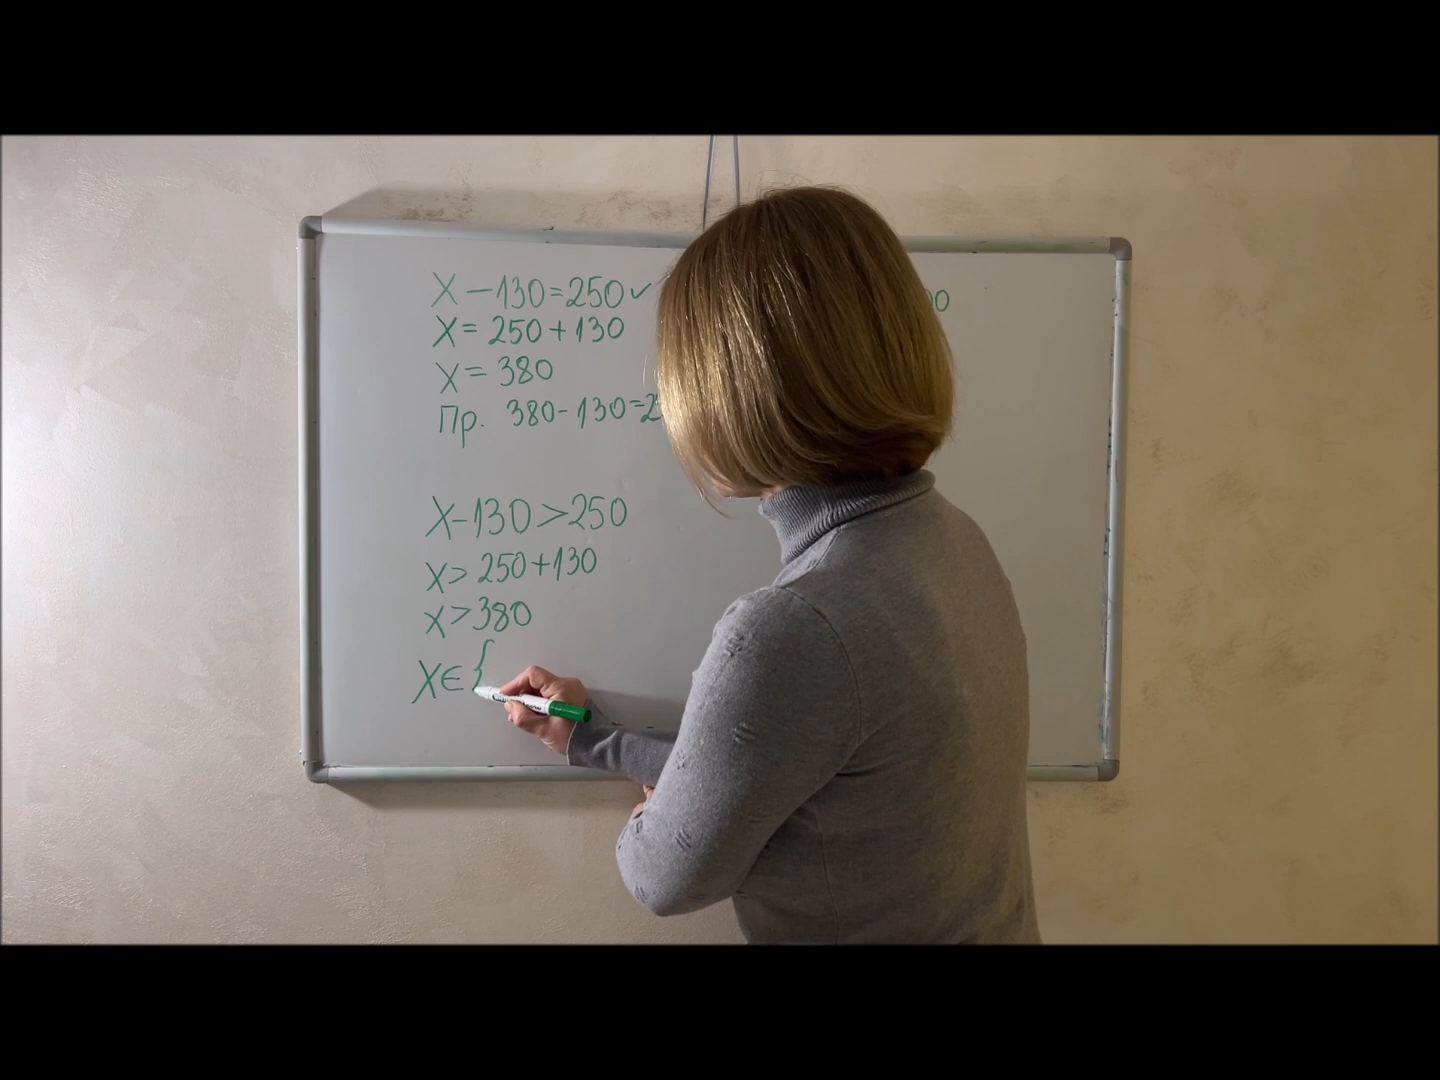 X - 130 = 250 ✓
X = 250 + 130
X = 380
Пр. 380 - 130 = 2
X - 130 > 250
X > 250 + 130
X > 380
X ∈ {